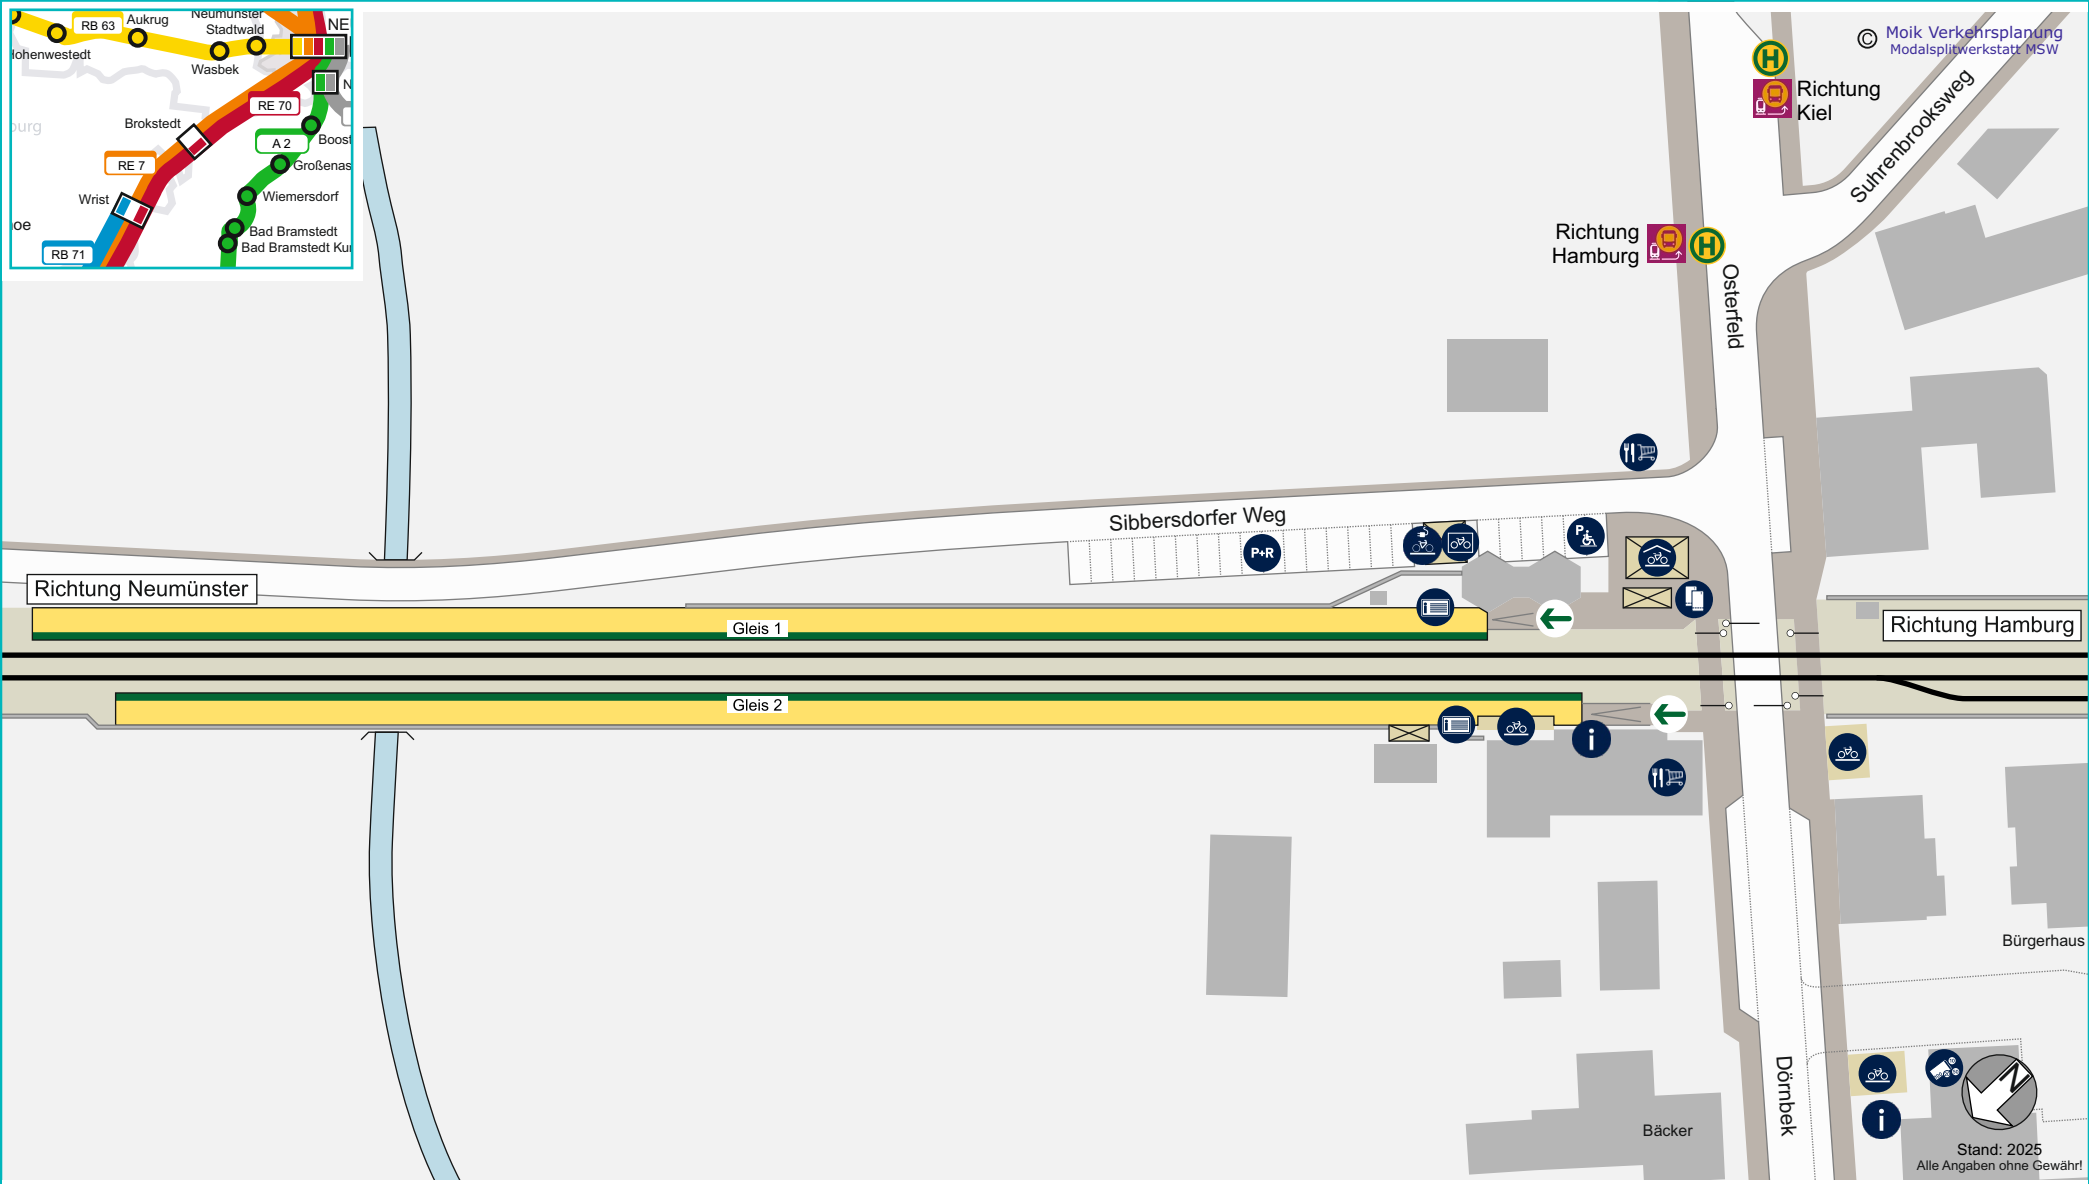 RB 63
Aukrug
Neumünster
Stadtwald
NE
Hohenwestedt
Wasbek
N
RE 70
burg
Brokstedt
A 2
Boost
RE 7
Großenas
Wrist
Wiemersdorf
oe
Bad Bramstedt
Bad Bramstedt Ku
RB 71
© Moik Verkehrsplanung
Modalsplitwerkstatt MSW
H
Richtung
Kiel
Suhrenbrooksweg
Richtung
Hamburg
H
Osterfeld
Sibbersdorfer Weg
P+R
P
Richtung Neumünster
Gleis 1
Richtung Hamburg
Gleis 2
i
Bürgerhaus
Dörnbek
i
N
Bäcker
Stand: 2025
Alle Angaben ohne Gewähr!